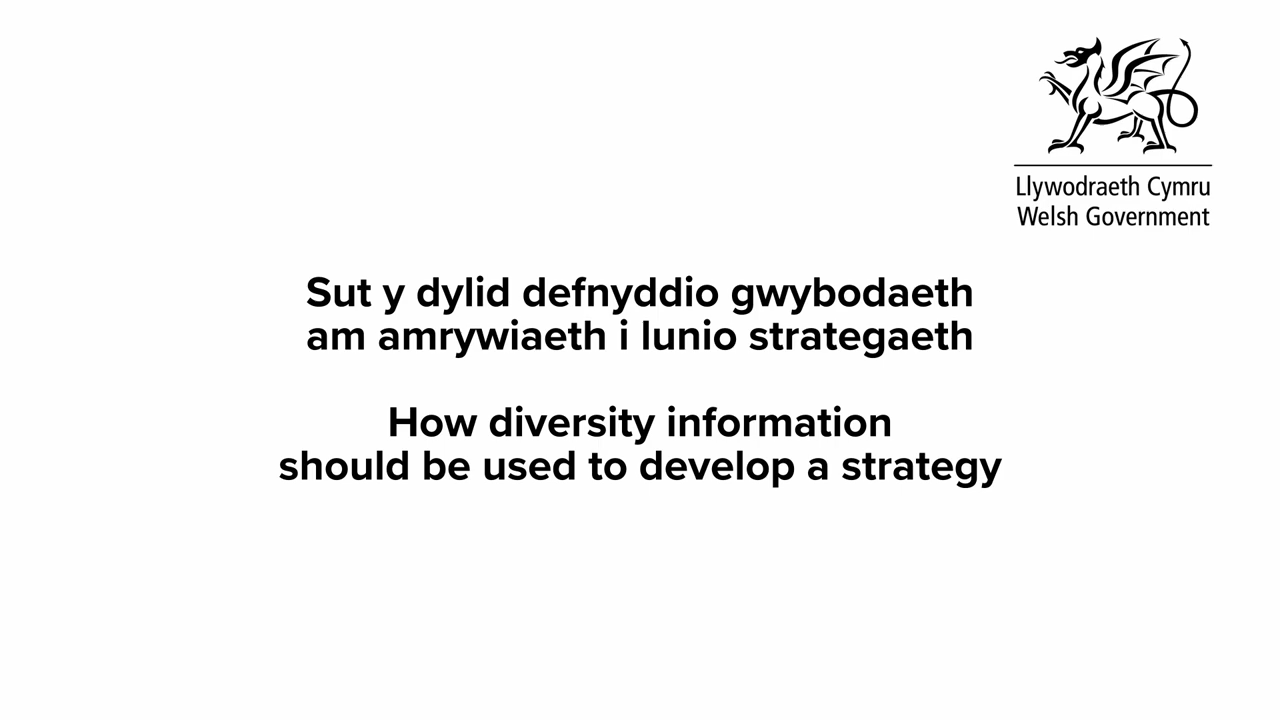 Llywodraeth Cymru
Welsh Government
Sut y dylid defnyddio gwybodaeth
am amrywiaeth i lunio strategaeth
How diversity information
should be used to develop a strategy